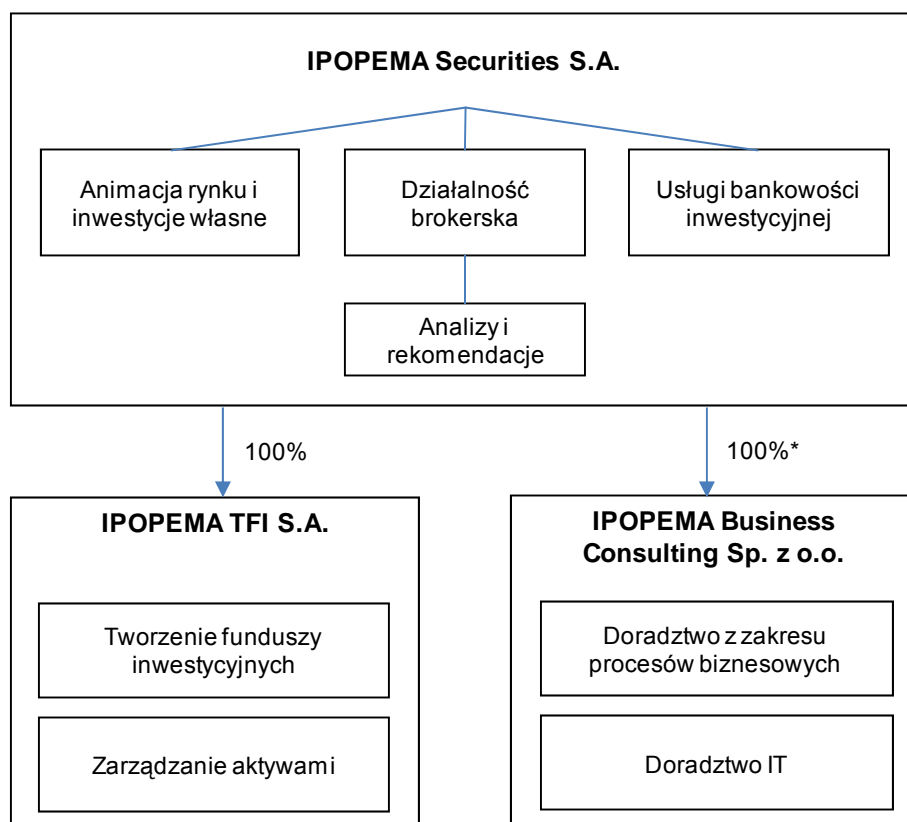 IPOPEMA Securities S.A.
Animacja rynku i
inwestycje własne
Działalność
brokerska
Usługi bankowości
inwestycyjnej
Analizy i
rekomendacje
100%
100%*
IPOPEMA TFI S.A.
Tworzenie funduszy
inwestycyjnych
Zarządzanie aktywami
IPOPEMA Business
Consulting Sp. z o.o.
Doradztwo z zakresu
procesów biznesowych
Doradztwo IT